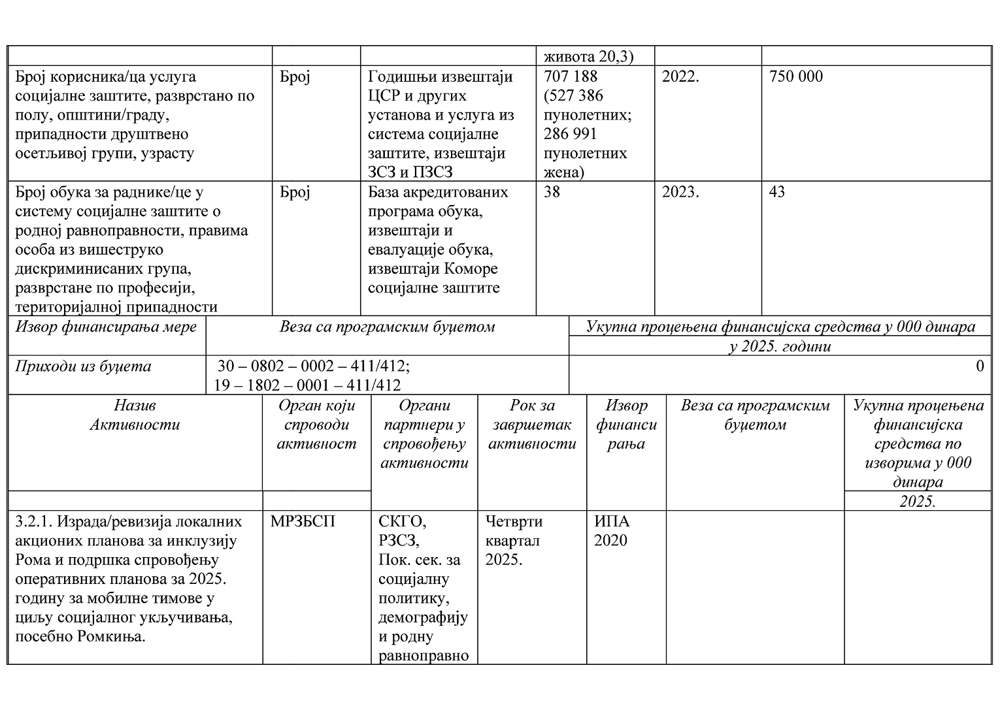 живота 20,3)
Број корисника/ца услуга
социјалне заштите, разврстано по
полу, општини/граду,
припадности друштвено
осетљивој групи, узрасту
Број
Годишњи извештаји
ЦСР и других
установа и услуга из
система социјалне
заштите, извештаји
ЗСЗ и ПЗСЗ
707 188
(527 386
пунолетних;
286 991
пунолетних
жена)
2022.
750 000
Број обука за раднике/це у
систему социјалне заштите о
родној равноправности, правима
особа из вишеструко
дискриминисаних група,
разврстане по професији,
територијалној припадности
Број
База акредитованих
програма обука,
извештаји и
евалуације обука,
извештаји Коморе
социјалне заштите
38
2023.
43
Извор финансирања мере
Веза са програмским буџетом
Укупна процењена финансијска средства у 000 динара
у 2025. години
Приходи из буџета
30 – 0802 – 0002 – 411/412;
19 – 1802 – 0001 – 411/412
0
Назив
Активности
Орган који
спроводи
активност
Органи
партнери у
спровођењу
активности
Рок за
завршетак
активности
Извор
финанси
рања
Веза са програмским
буџетом
Укупна процењена
финансијска
средства по
изворима у 000
динара
2025.
3.2.1. Израда/ревизија локалних
акционих планова за инклузију
Рома и подршка спровођењу
оперативних планова за 2025.
годину за мобилне тимове у
циљу социјалног укључивања,
посебно Ромкиња.
МРЗБСП
СКГО,
РЗСЗ,
Пок. сек. за
социјалну
политику,
демографију
и родну
равноправно
Четврти
квартал
2025.
ИПА
2020